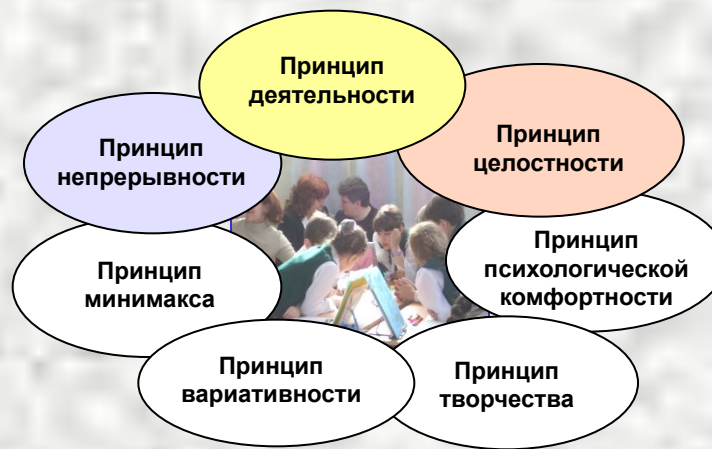 Принцип
деятельности
Принцип
целостности
Принцип
непрерывности
Принцип
психологической
комфортности
Принцип
минимакса
Принцип
вариативности
Принцип
творчества